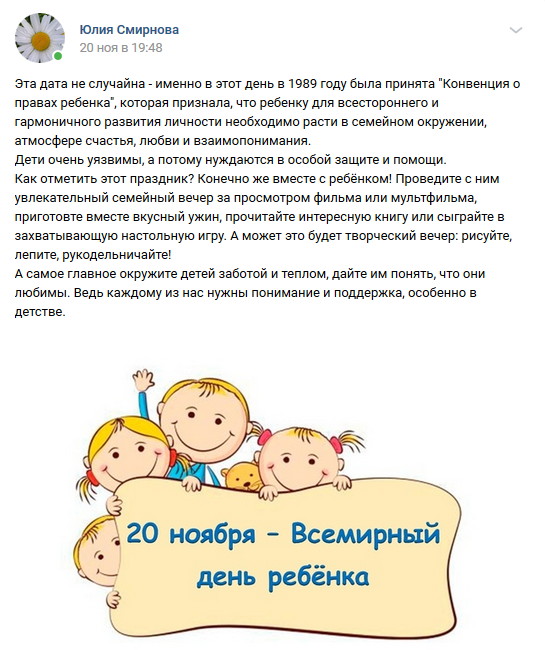 Юлия Смирнова
20 ноя в 19:48
Эта дата не случайна - именно в этот день в 1989 году была принята "Конвенция о
правах ребенка", которая признала, что ребенку для всестороннего и
гармоничного развития личности необходимо расти в семейном окружении,
атмосфере счастья, любви и взаимопонимания.
Дети очень уязвимы, а потому нуждаются в особой защите и помощи.
Как отметить этот праздник? Конечно же вместе с ребёнком! Проведите с ним
увлекательный семейный вечер за просмотром фильма или мультфильма,
приготовте вместе вкусный ужин, прочитайте интересную книгу или сыграйте в
захватывающую настольную игру. А может это будет творческий вечер: рисуйте,
лепите, рукодельничайте!
А самое главное окружите детей заботой и теплом, дайте им понять, что они
любимы. Ведь каждому из нас нужны понимание и поддержка, особенно в
детстве.
20 ноября – Всемирный
день ребёнка